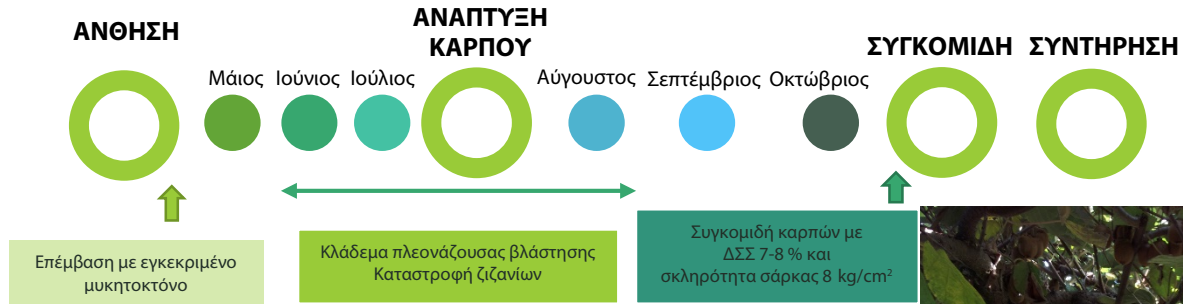 ΑΝΘΗΣΗ
ΑΝΑΠΤΥΞΗ
ΚΑΡΠΟΥ
ΣΥΓΚΟΜΙΔΗ
ΣΥΝΤΗΡΗΣΗ
Μάιος
Ιούνιος
Ιούλιος
Αύγουστος
Σεπτέμβριος
Οκτώβριος
Επέμβαση με εγκεκριμένο
μυκητοκτόνο
Κλάδεμα πλεονάζουσας βλάστησης
Καταστροφή ζιζανίων
Συγκομιδή καρπών με
ΔΣΣ 7-8 % και
σκληρότητα σάρκας 8 kg/cm²